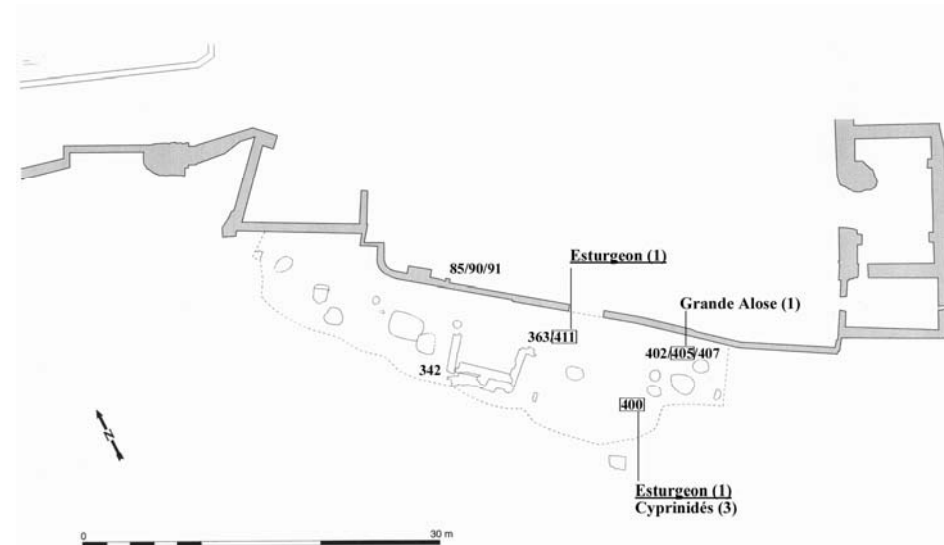 85/90/91
Esturgeon (1)
Grande Alose (1)
363/411
402/405/407
342
400
N
Esturgeon (1)
Cyprinidés (3)
0
30 m